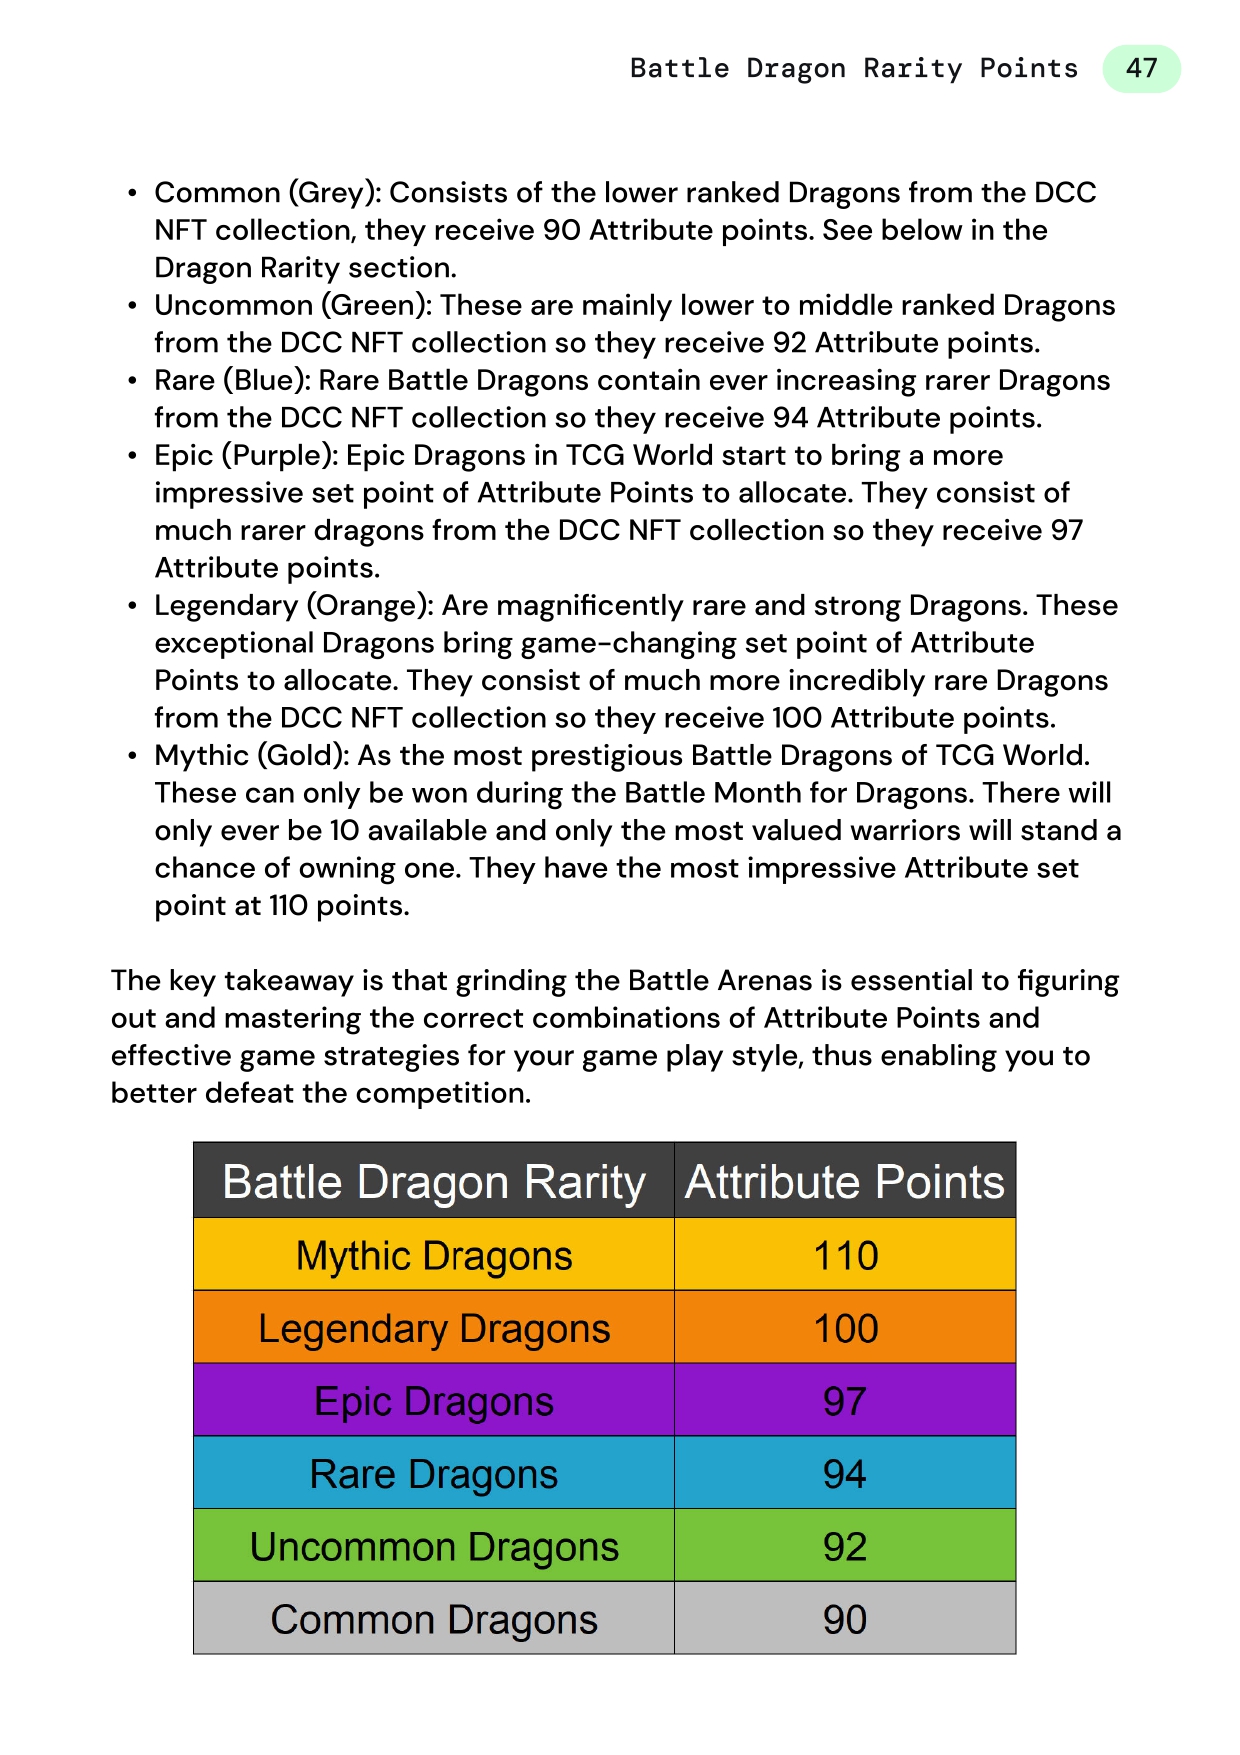 Battle Dragon Rarity Points 47
• Common (Grey): Consists of the lower ranked Dragons from the DCC
NFT collection, they receive 90 Attribute points. See below in the
Dragon Rarity section.
• Uncommon (Green): These are mainly lower to middle ranked Dragons
from the DCC NFT collection so they receive 92 Attribute points.
• Rare (Blue): Rare Battle Dragons contain ever increasing rarer Dragons
from the DCC NFT collection so they receive 94 Attribute points.
• Epic (Purple): Epic Dragons in TCG World start to bring a more
impressive set point of Attribute Points to allocate. They consist of
much rarer dragons from the DCC NFT collection so they receive 97
Attribute points.
• Legendary (Orange): Are magnificently rare and strong Dragons. These
exceptional Dragons bring game-changing set point of Attribute
Points to allocate. They consist of much more incredibly rare Dragons
from the DCC NFT collection so they receive 100 Attribute points.
• Mythic (Gold): As the most prestigious Battle Dragons of TCG World.
These can only be won during the Battle Month for Dragons. There will
only ever be 10 available and only the most valued warriors will stand a
chance of owning one. They have the most impressive Attribute set
point at 110 points.
The key takeaway is that grinding the Battle Arenas is essential to figuring
out and mastering the correct combinations of Attribute Points and
effective game strategies for your game play style, thus enabling you to
better defeat the competition.
Battle Dragon Rarity Attribute Points
Mythic Dragons 110
Legendary Dragons 100
Epic Dragons 97
Rare Dragons 94
Uncommon Dragons 92
Common Dragons 90